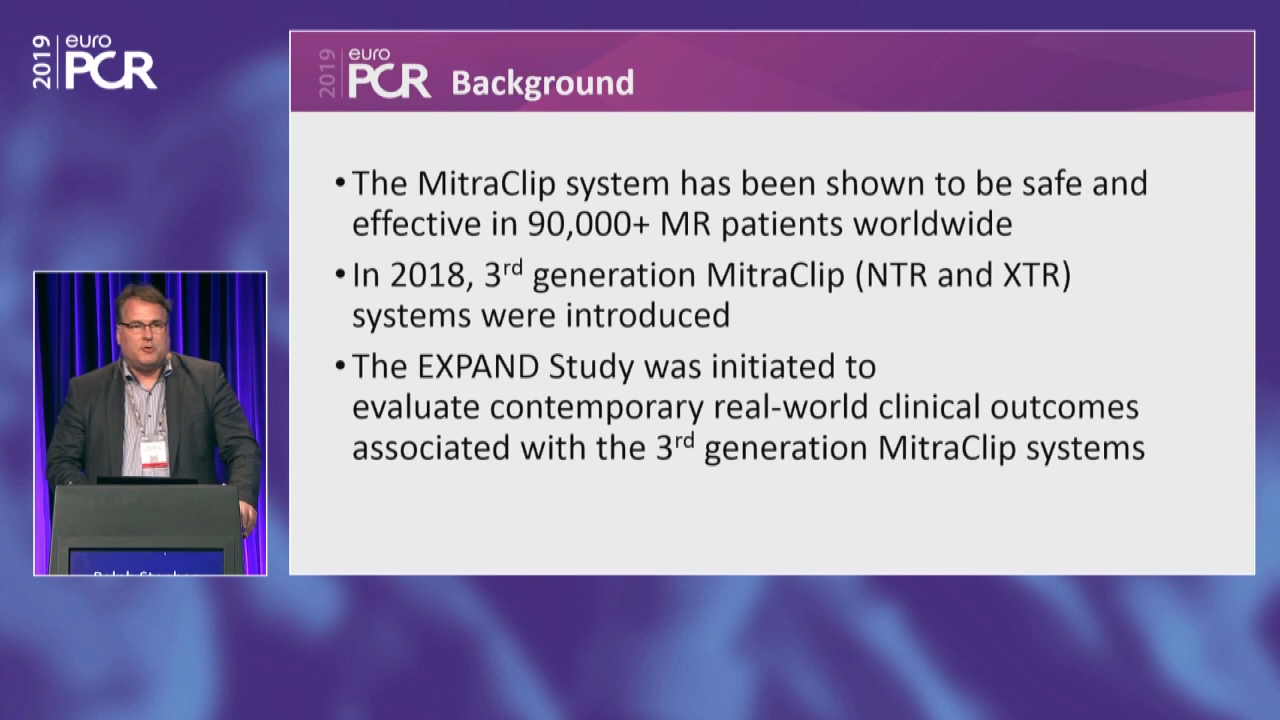 2019 euro PCR
2019 euro PCR Background
• The MitraClip system has been shown to be safe and
effective in 90,000+ MR patients worldwide
• In 2018, 3rd generation MitraClip (NTR and XTR)
systems were introduced
• The EXPAND Study was initiated to
evaluate contemporary real-world clinical outcomes
associated with the 3rd generation MitraClip systems